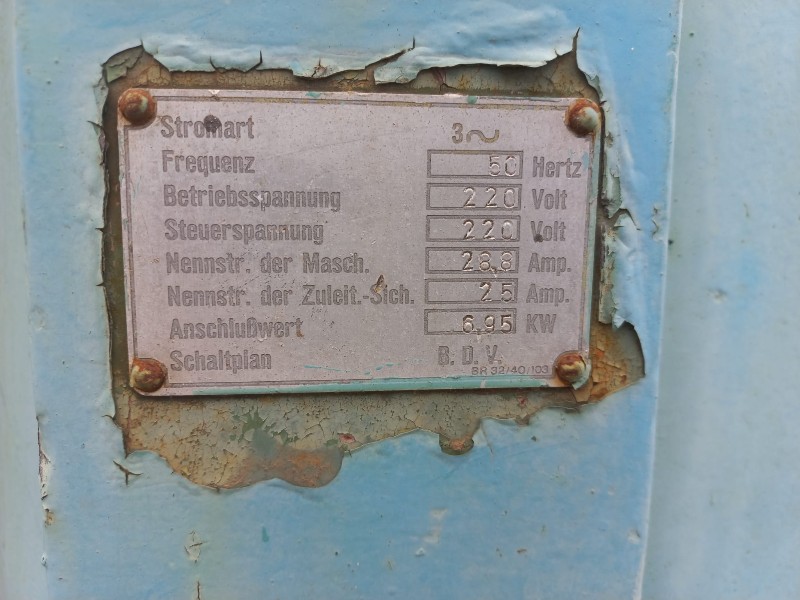 Stromart 3~
Frequenz 50 Hertz
Betriebsspannung 220 Volt
Steuerspannung 220 Volt
Nennstr. der Masch. 28,8 Amp.
Nennstr. der Zuleit.-Sich. 25 Amp.
Anschlußwert 6,95 KW
Schaltplan B. D. V.
BR 32/40/103